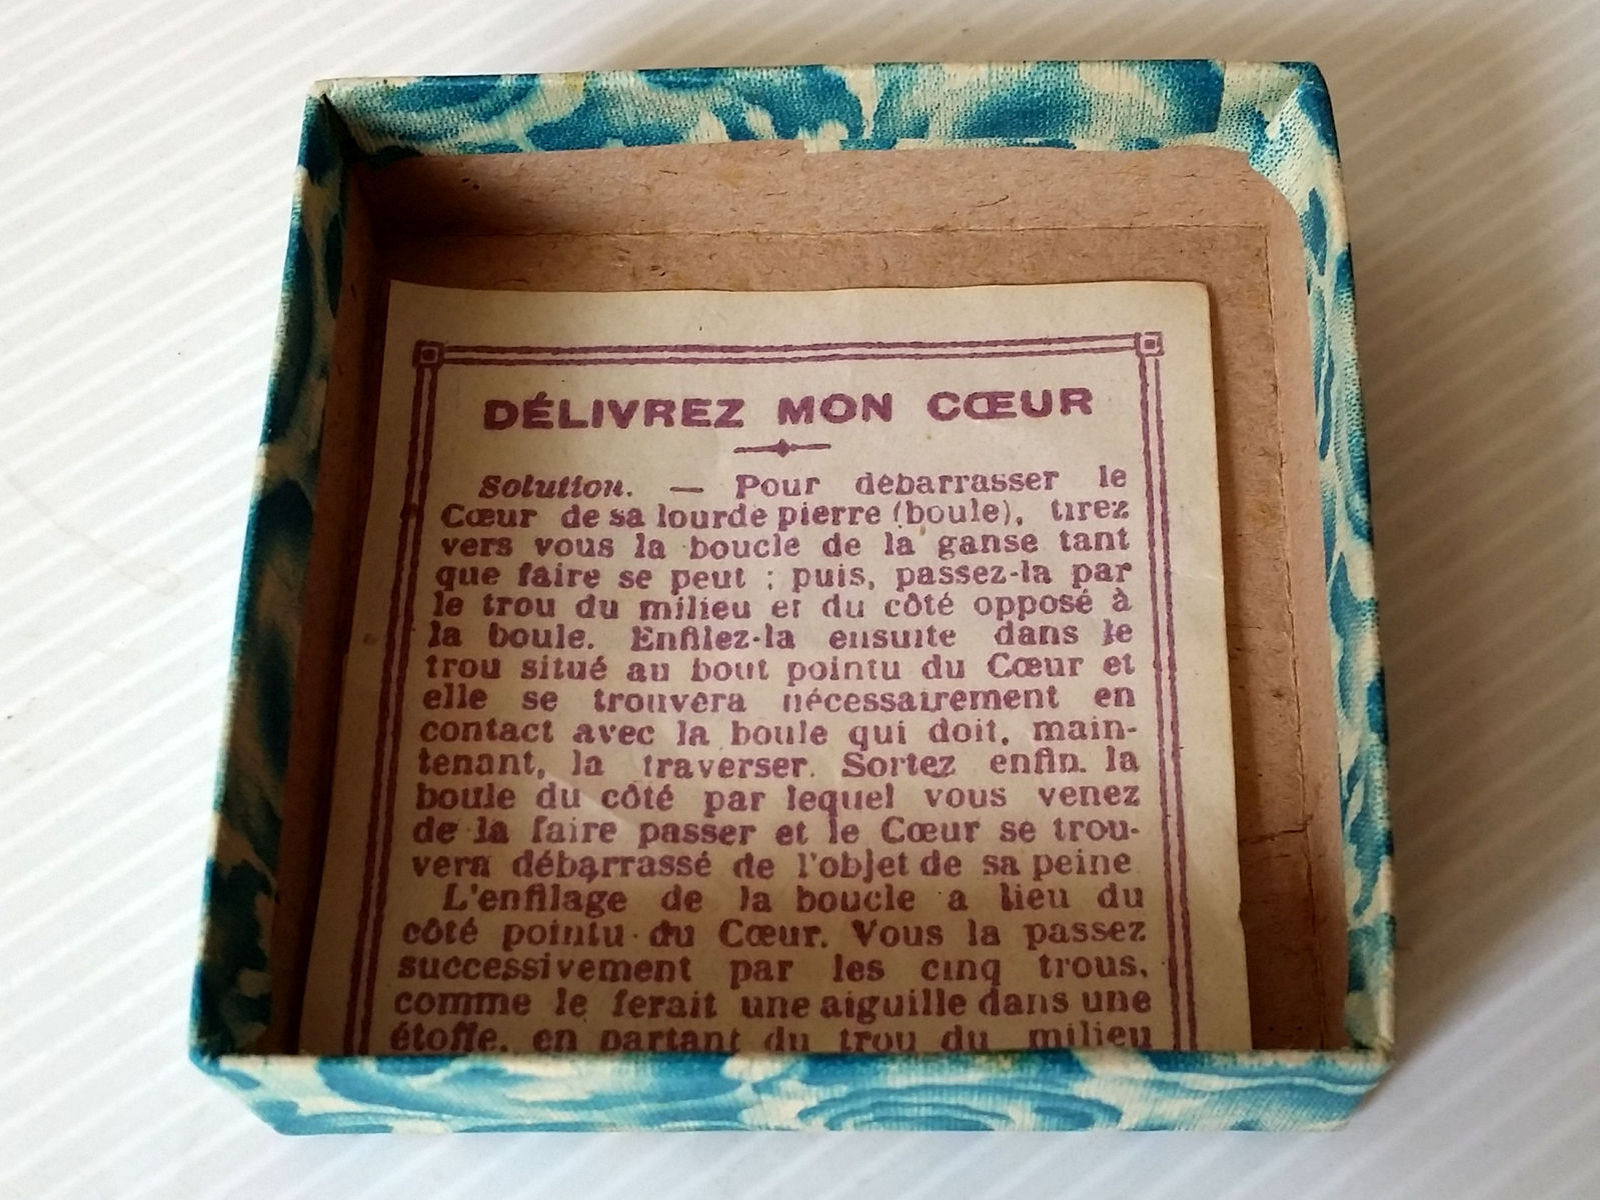 DÉLIVREZ MON CŒUR
Solution. — Pour débarrasser le
Cœur de sa lourde pierre (boule), tirez
vers vous la boucle de la ganse tant
que faire se peut ; puis, passez-la par
le trou du milieu et du côté opposé à
la boule. Enfilez-la ensuite dans le
trou situé au bout pointu du Cœur et
elle se trouvera nécessairement en
contact avec la boule qui doit, main-
tenant, la traverser. Sortez enfin la
boule du côté par lequel vous venez
de la faire passer et le Cœur se trou-
vera débarrassé de l'objet de sa peine
L'enfilage de la boucle a lieu du
côté pointu du Cœur. Vous la passez
successivement par les cinq trous,
comme le ferait une aiguille dans une
étoffe, en partant du trou du milieu